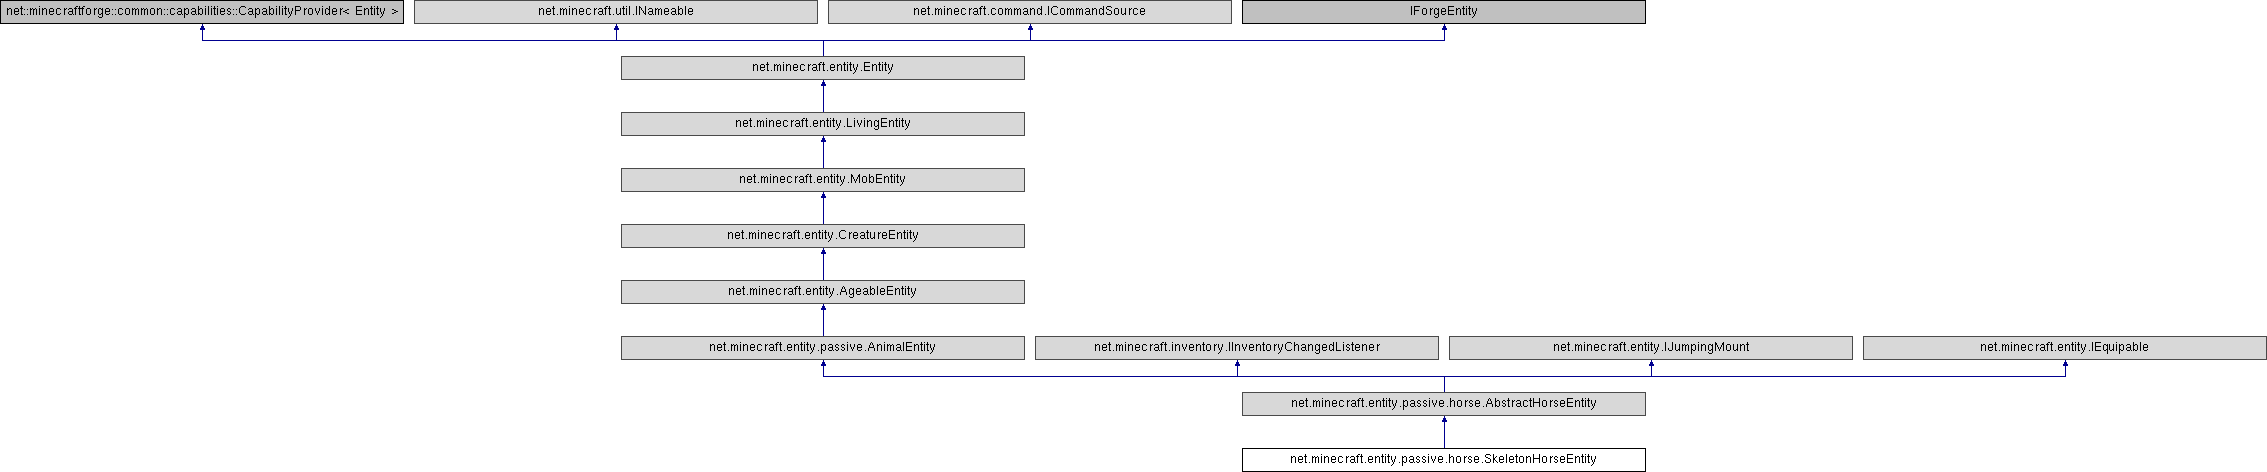 net::minecraftforge::common::capabilities::CapabilityProvider< Entity >
net.minecraft.util.INameable
net.minecraft.command.ICommandSource
IForgeEntity
net.minecraft.entity.Entity
net.minecraft.entity.LivingEntity
net.minecraft.entity.MobEntity
net.minecraft.entity.CreatureEntity
net.minecraft.entity.AgeableEntity
net.minecraft.entity.passive.AnimalEntity
net.minecraft.inventory.IInventoryChangedListener
net.minecraft.entity.IJumpingMount
net.minecraft.entity.IEquipable
net.minecraft.entity.passive.horse.AbstractHorseEntity
net.minecraft.entity.passive.horse.SkeletonHorseEntity